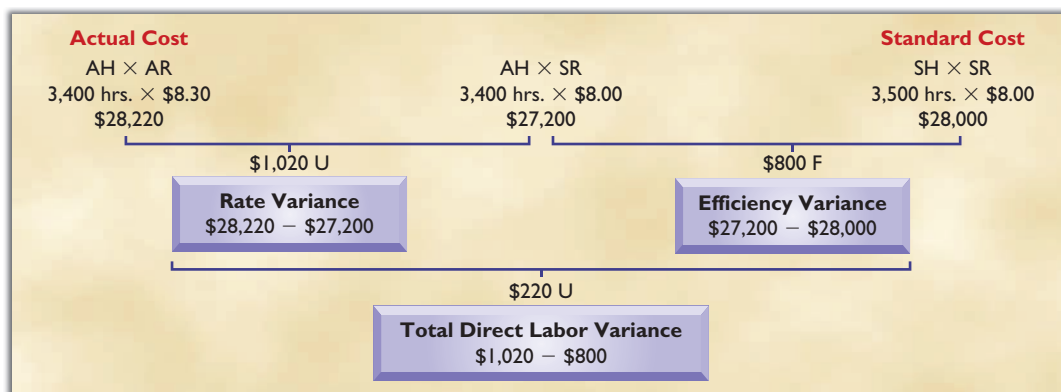 Actual Cost
AH × AR
3,400 hrs. × $8.30
$28,220
AH × SR
3,400 hrs. × $8.00
$27,200
Standard Cost
SH × SR
3,500 hrs. × $8.00
$28,000
$1,020 U
Rate Variance
$28,220 − $27,200
$800 F
Efficiency Variance
$27,200 − $28,000
$220 U
Total Direct Labor Variance
$1,020 − $800